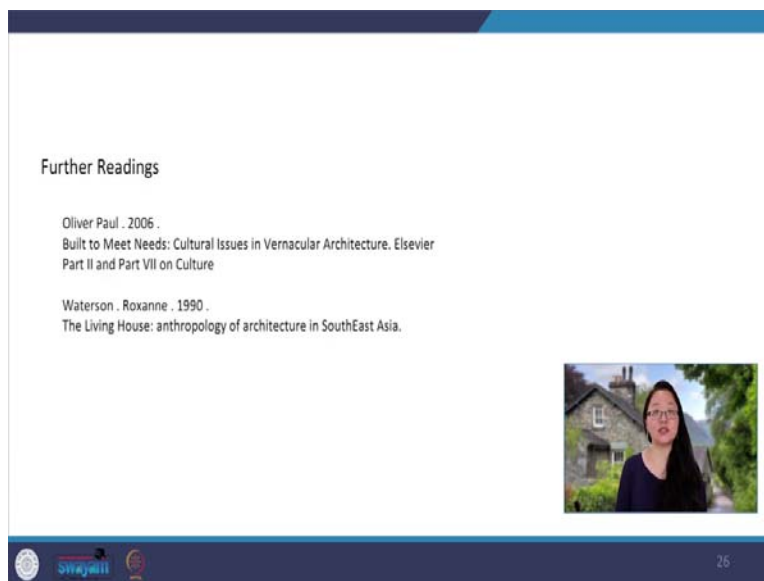 Further Readings
Oliver Paul . 2006 .
Built to Meet Needs: Cultural Issues in Vernacular Architecture. Elsevier
Part II and Part VII on Culture
Waterson . Roxanne . 1990 .
The Living House: anthropology of architecture in SouthEast Asia.
swayam
26